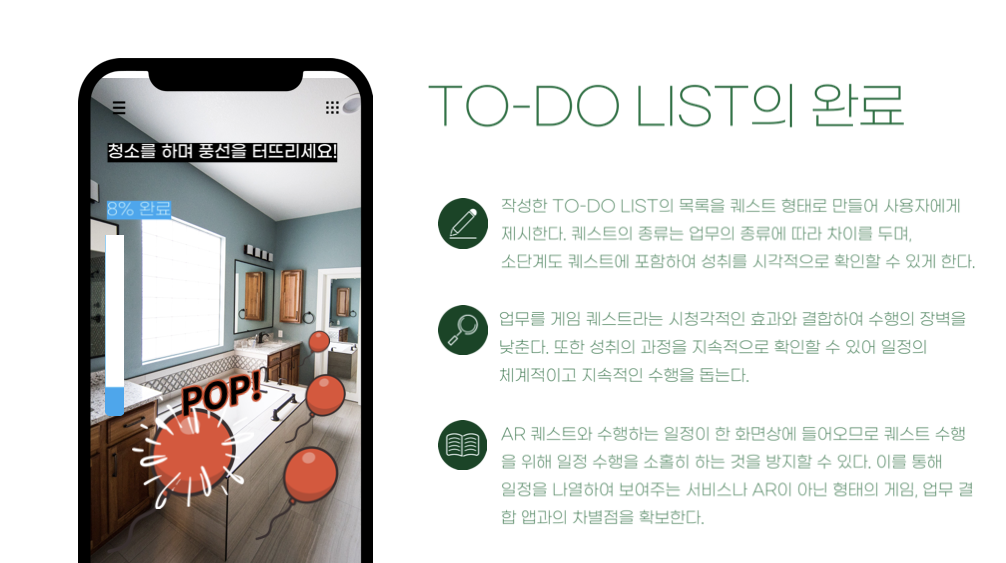 청소를 하며 풍선을 터뜨리세요!
8% 완료
POP!
TO-DO LIST의 완료
작성한 TO-DO LIST의 목록을 퀘스트 형태로 만들어 사용자에게
제시한다. 퀘스트의 종류는 업무의 종류에 따라 차이를 두며,
소단계도 퀘스트에 포함하여 성취를 시각적으로 확인할 수 있게 한다.
업무를 게임 퀘스트라는 시청각적인 효과와 결합하여 수행의 장벽을
낮춘다. 또한 성취의 과정을 지속적으로 확인할 수 있어 일정의
체계적이고 지속적인 수행을 돕는다.
AR 퀘스트와 수행하는 일정이 한 화면상에 들어오므로 퀘스트 수행
을 위해 일정 수행을 소홀히 하는 것을 방지할 수 있다. 이를 통해
일정을 나열하여 보여주는 서비스나 AR이 아닌 형태의 게임, 업무 결
합 앱과의 차별점을 확보한다.